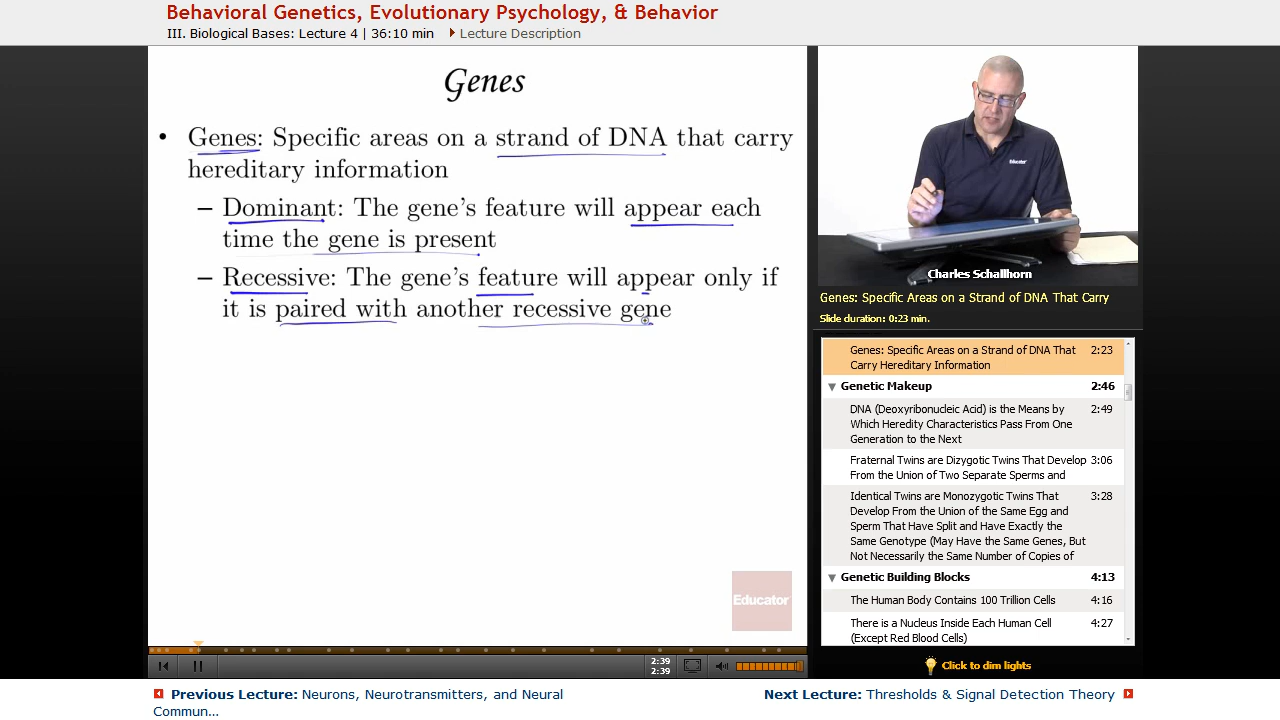 Behavioral Genetics, Evolutionary Psychology, & Behavior
III. Biological Bases: Lecture 4 | 36:10 min Lecture Description
Genes
• Genes: Specific areas on a strand of DNA that carry
hereditary information
– Dominant: The gene's feature will appear each
time the gene is present
– Recessive: The gene's feature will appear only if
it is paired with another recessive gene
Educator
2:39
2:39
Educator
Charles Schallhorn
Genes: Specific Areas on a Strand of DNA That Carry
Slide duration: 0:23 min.
Genes: Specific Areas on a Strand of DNA That 2:23
Carry Hereditary Information
Genetic Makeup 2:46
DNA (Deoxyribonucleic Acid) is the Means by 2:49
Which Heredity Characteristics Pass From One
Generation to the Next
Fraternal Twins are Dizygotic Twins That Develop 3:06
From the Union of Two Separate Sperms and
Identical Twins are Monozygotic Twins That 3:28
Develop From the Union of the Same Egg and
Sperm That Have Split and Have Exactly the
Same Genotype (May Have the Same Genes, But
Not Necessarily the Same Number of Copies of
Genetic Building Blocks 4:13
The Human Body Contains 100 Trillion Cells 4:16
There is a Nucleus Inside Each Human Cell 4:27
(Except Red Blood Cells)
Click to dim lights
Previous Lecture: Neurons, Neurotransmitters, and Neural
Commun...
Next Lecture: Thresholds & Signal Detection Theory